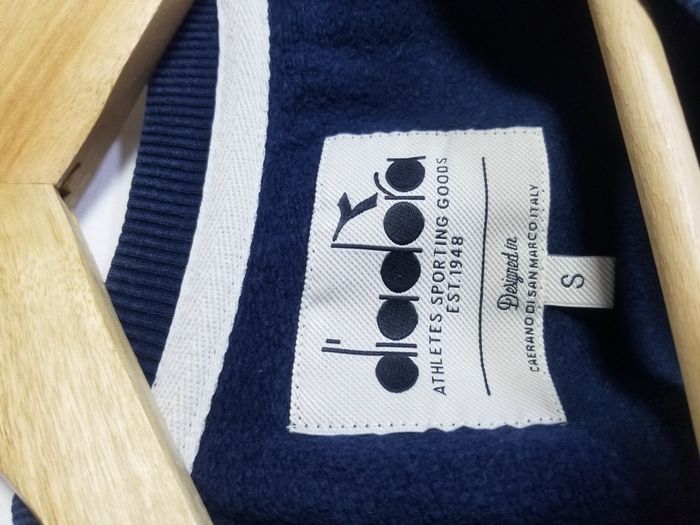 diadora
ATHLETES SPORTING GOODS
EST.1948
Designed in
CAERANO DI SAN MARCO ITALY
S